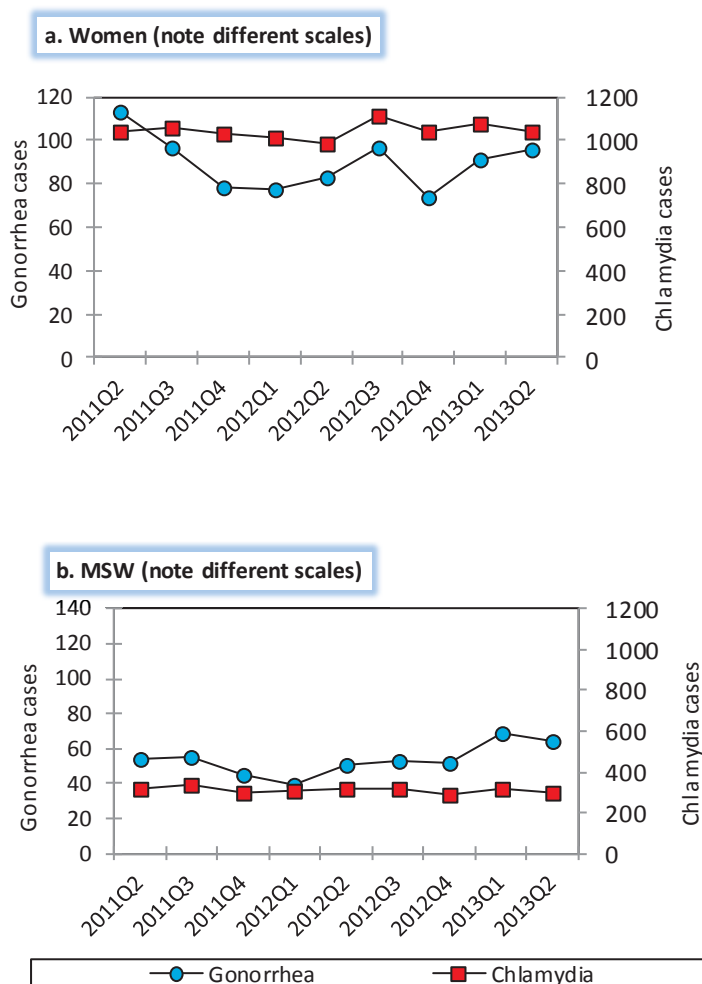 a. Women (note different scales)
120
100
80
60
40
20
0
Gonorrhea cases
1200
1000
800
600
400
200
0
Chlamydia cases
2011Q2
2011Q3
2011Q4
2012Q1
2012Q2
2012Q3
2012Q4
2013Q1
2013Q2
b. MSW (note different scales)
140
120
100
80
60
40
20
0
Gonorrhea cases
1200
1000
800
600
400
200
0
Chlamydia cases
2011Q2
2011Q3
2011Q4
2012Q1
2012Q2
2012Q3
2012Q4
2013Q1
2013Q2
Gonorrhea Chlamydia